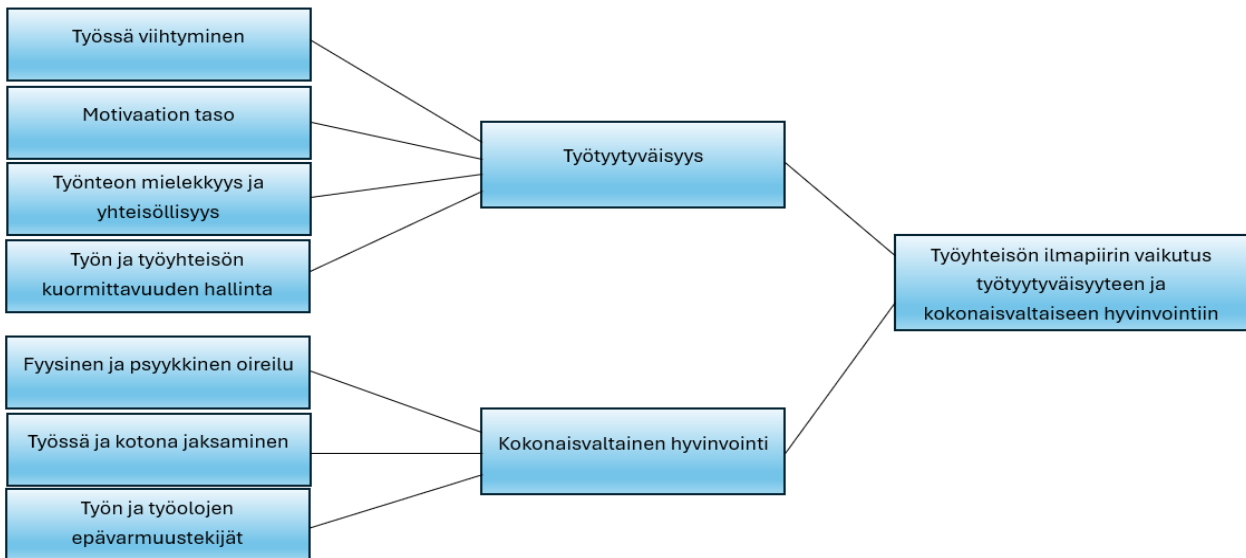 Työssä viihtyminen
Motivaation taso
Työnteon mielekkyys ja
yhteisöllisyys
Työn ja työyhteisön
kuormittavuuden hallinta
Fyysinen ja psyykkinen oireilu
Työssä ja kotona jaksaminen
Työn ja työolojen
epävarmuustekijät
Työtyytyväisyys
Kokonaisvaltainen hyvinvointi
Työyhteisön ilmapiirin vaikutus
työtyytyväisyyteen ja
kokonaisvaltaiseen hyvinvointiin